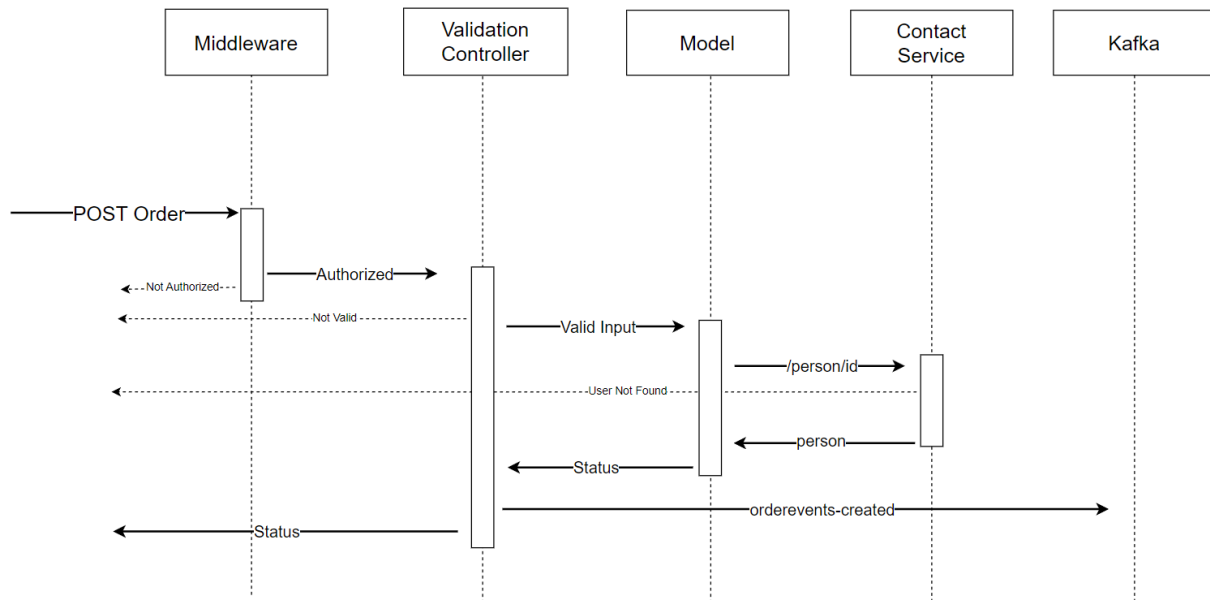 Middleware
Validation
Controller
Model
Contact
Service
Kafka
POST Order
Authorized
Not Authorized
Not Valid
Valid Input
/person/id
User Not Found
person
Status
orderevents-created
Status